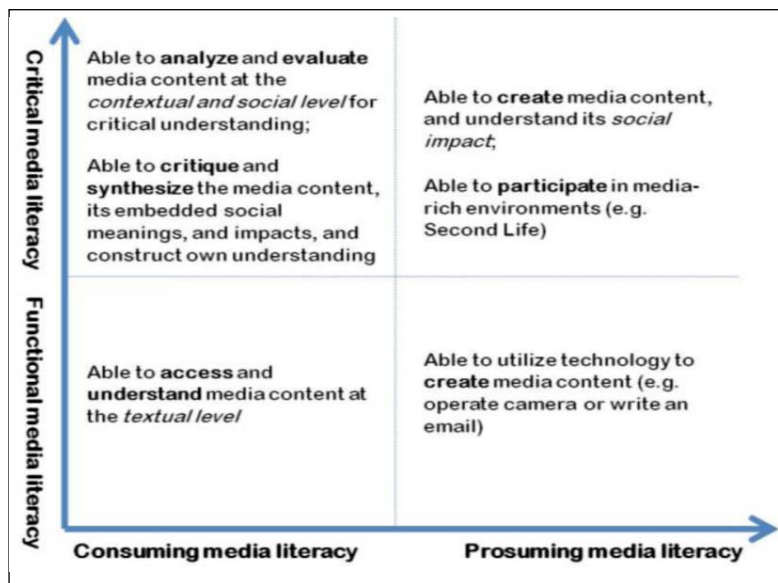 Critical media literacy
Able to analyze and evaluate
media content at the
contextual and social level for
critical understanding;
Able to critique and
synthesize the media content,
its embedded social
meanings, and impacts, and
construct own understanding
Able to create media content,
and understand its social
impact;
Able to participate in media-
rich environments (e.g.
Second Life)
Functional media literacy
Able to access and
understand media content at
the textual level
Able to utilize technology to
create media content (e.g.
operate camera or write an
email)
Consuming media literacy
Prosuming media literacy